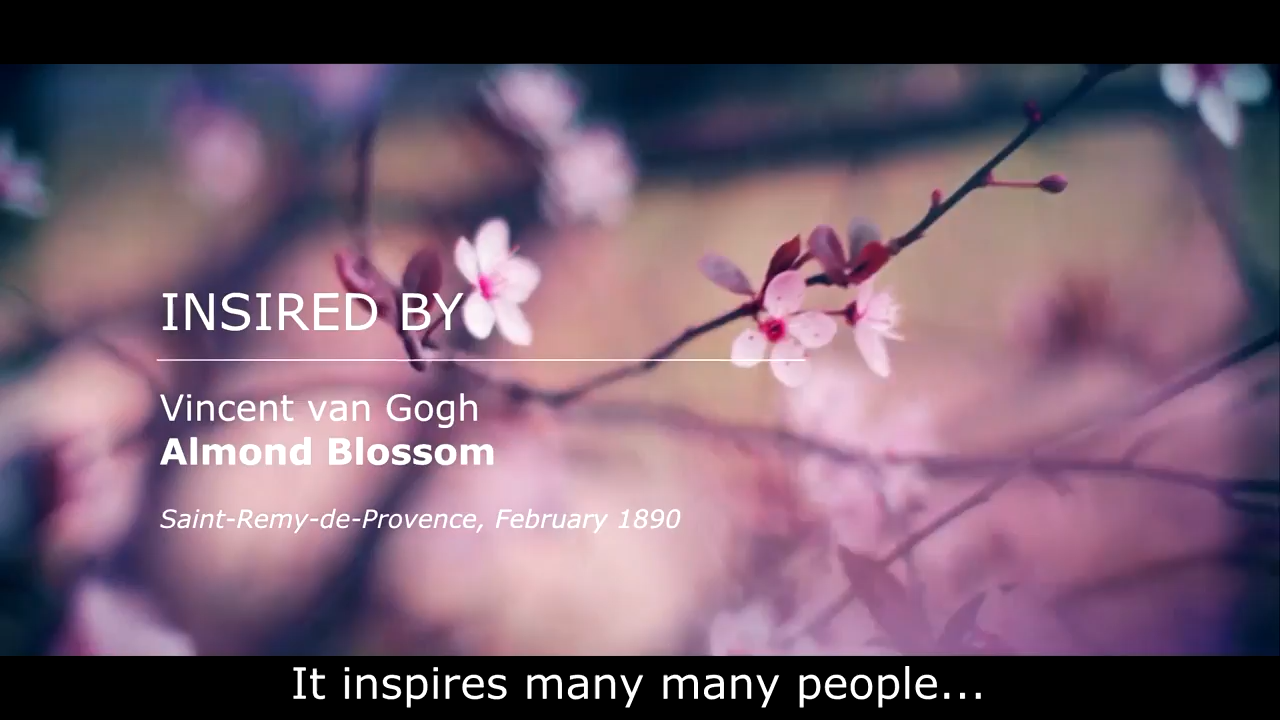 INSIRED BY
Vincent van Gogh
Almond Blossom
Saint-Remy-de-Provence, February 1890
It inspires many many people...